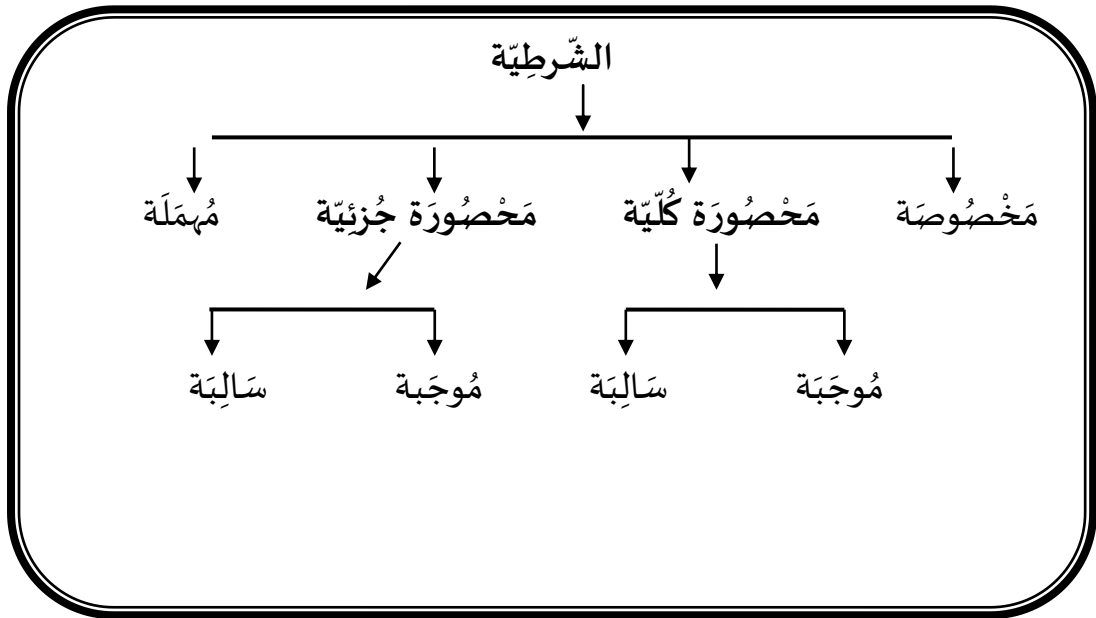 الشّرطِيّة
مَخْصُوصَة مَحْصُورَة كُلّيّة مَحْصُورَة جُزئِيّة مُهمَلَة
مُوجَبَة سَالِبَة مُوجَبة سَالِبَة